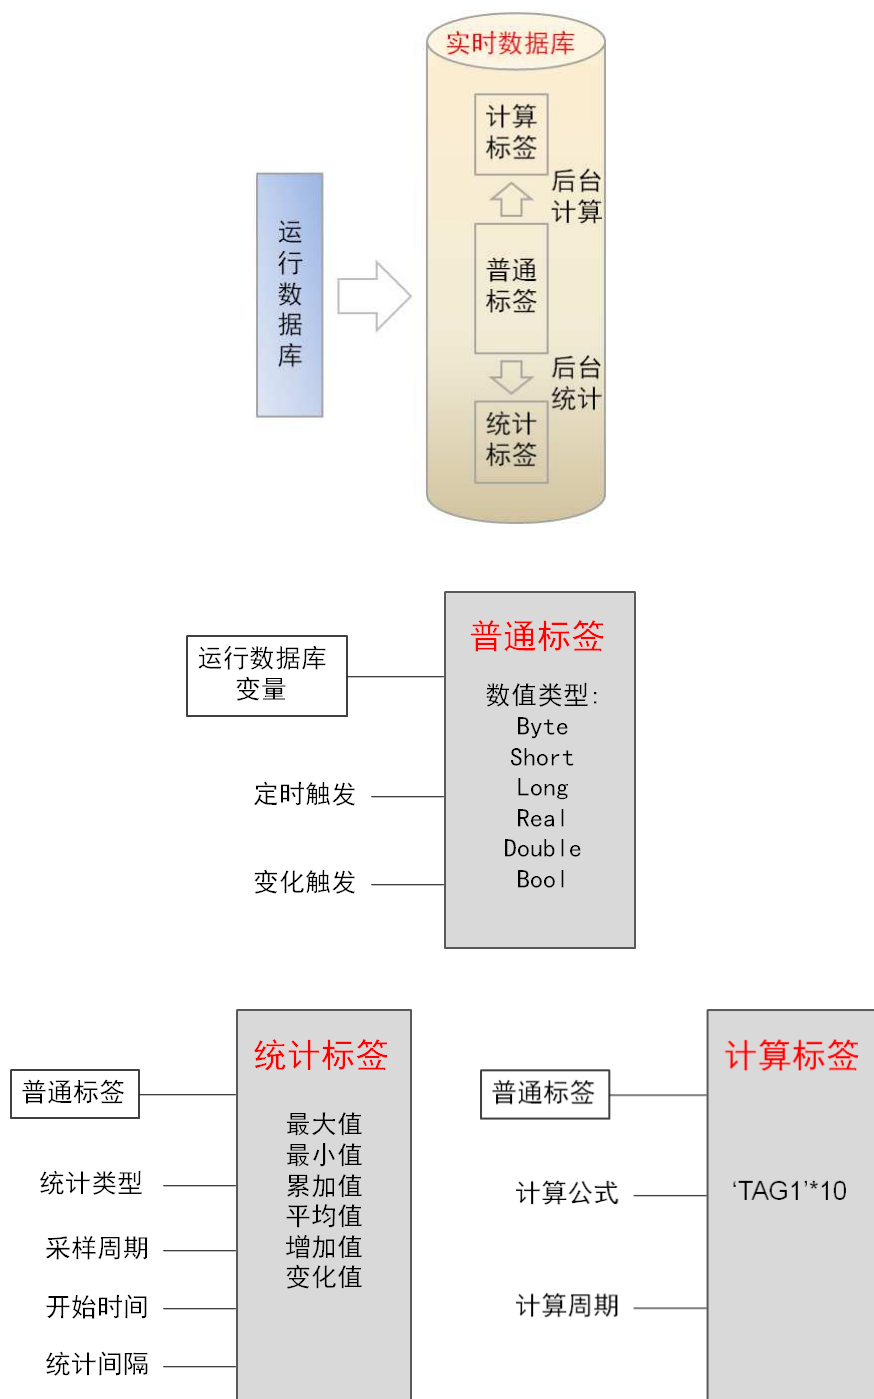 实时数据库
计算
标签
后台
计算
运
行
数
据
库
普通
标签
后台
统计
统计
标签
普通标签
运行数据库
变量
数值类型:
Byte
Short
Long
Real
Double
Bool
定时触发
变化触发
统计标签
普通标签
最大值
最小值
累加值
平均值
增加值
变化值
统计类型
采样周期
开始时间
统计间隔
计算标签
普通标签
计算公式
‘TAG1’*10
计算周期